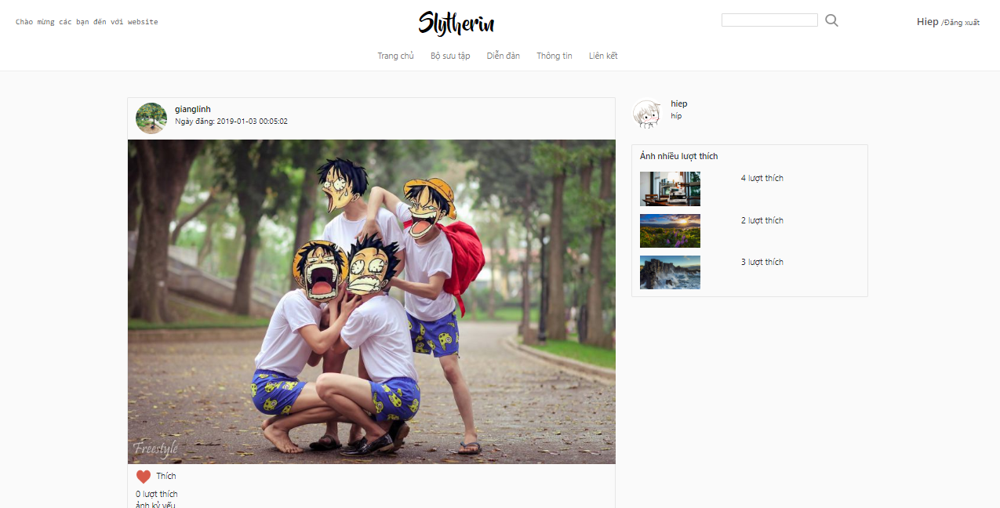 Chào mừng các bạn đến với website
Slytherin
Hiep /Đăng xuất
Trang chủ Bộ sưu tập Diễn đàn Thông tin Liên kết
gianglinh
Ngày đăng: 2019-01-03 00:05:02
hiep
híp
Ảnh nhiều lượt thích
4 lượt thích
2 lượt thích
3 lượt thích
Freestyle
Thích
0 lượt thích
ảnh kỷ yếu